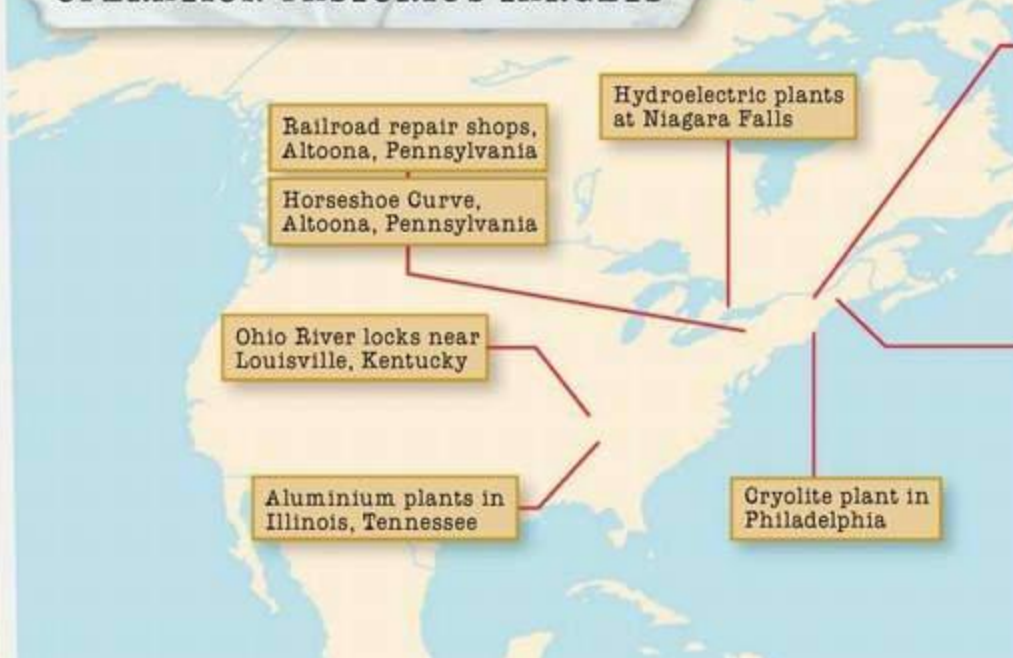 Railroad repair shops,
Altoona, Pennsylvania
Horseshoe Curve,
Altoona, Pennsylvania
Hydroelectric plants
at Niagara Falls
Ohio River locks near
Louisville, Kentucky
Aluminium plants in
Illinois, Tennessee
Cryolite plant in
Philadelphia